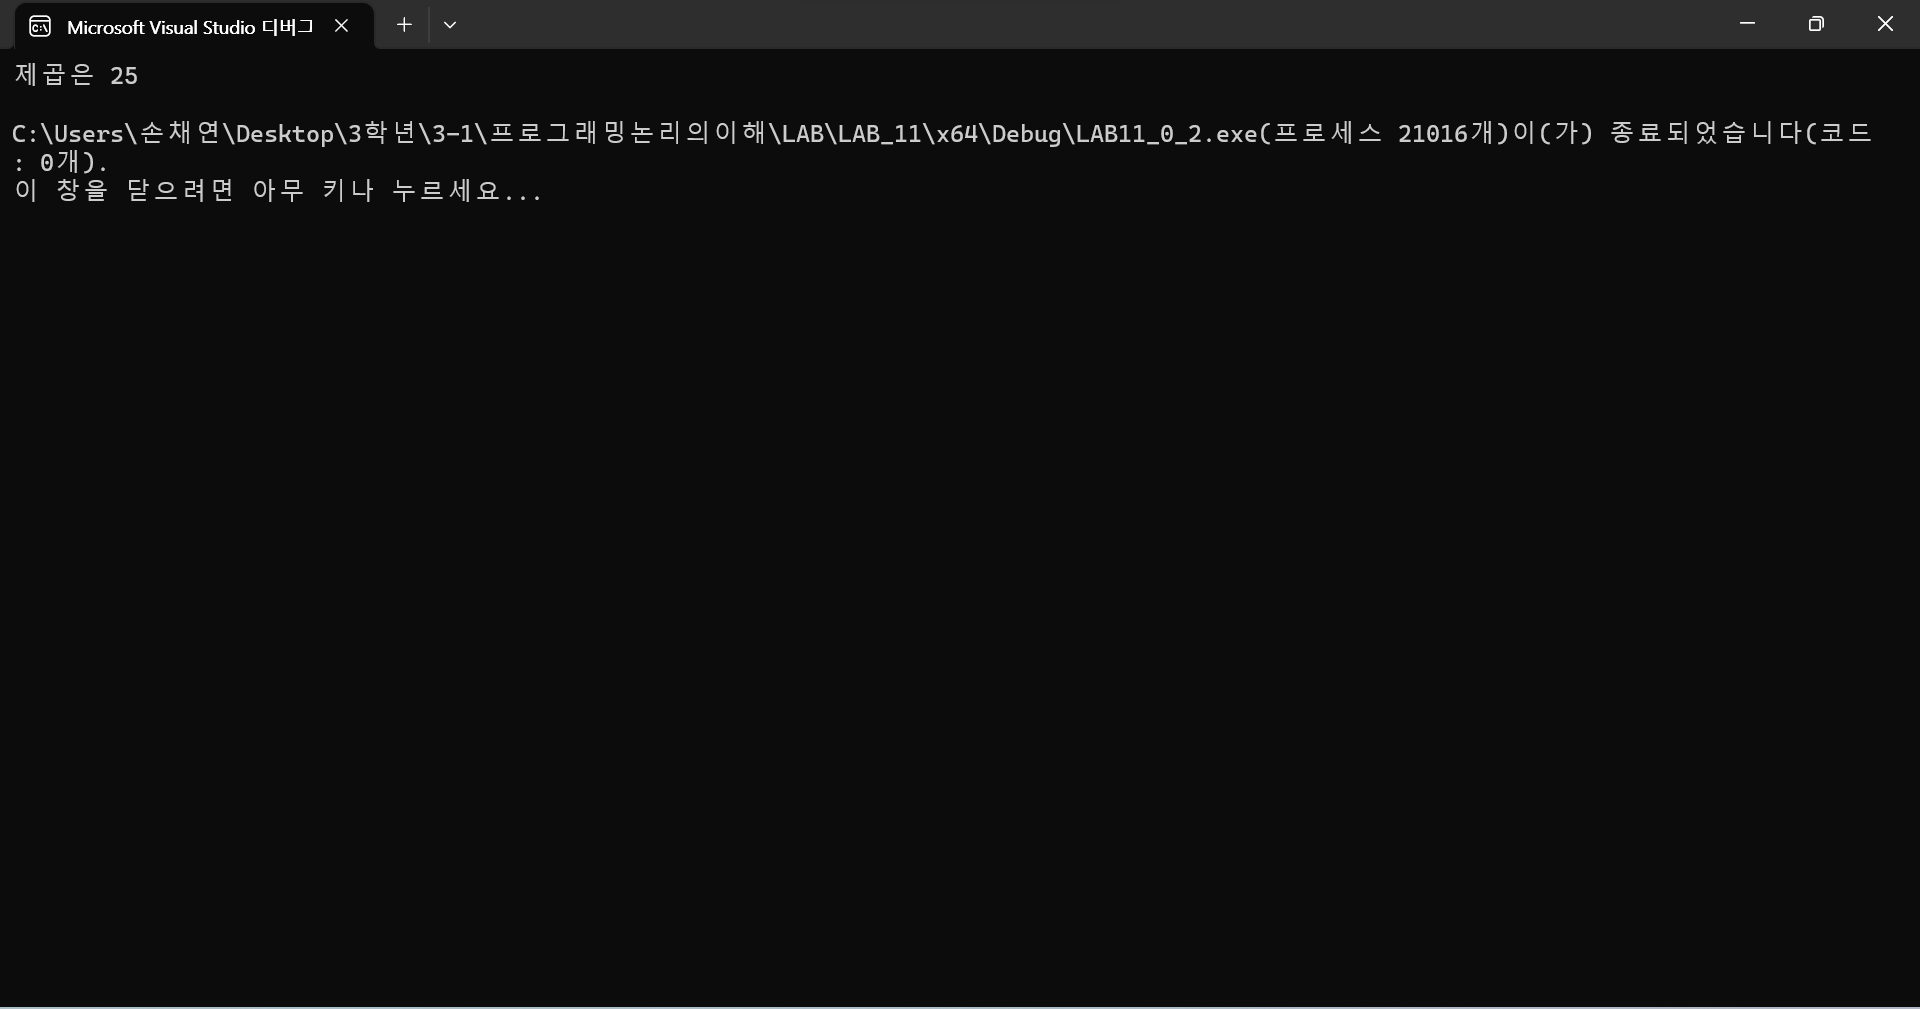 Microsoft Visual Studio 디버그
제곱은 25
C:\Users\손채연\Desktop\3학년\3-1\프로그래밍논리의이해\LAB\LAB_11\x64\Debug\LAB11_0_2.exe(프로세스 21016개)이(가) 종료되었습니다(코드
: 0개).
이 창을 닫으려면 아무 키나 누르세요...